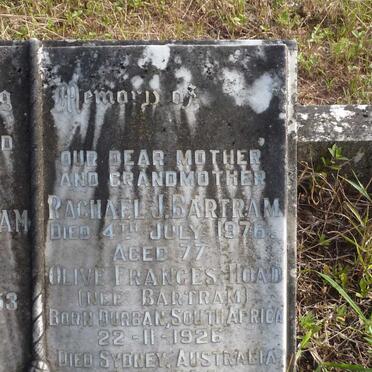 Memory of
OUR DEAR MOTHER
AND GRANDMOTHER
RACHAEL J. BARTRAM
DIED 4TH JULY 1976
AGED 77
OLIVE FRANCES HOAD
(NEE BARTRAM)
BORN DURBAN, SOUTH AFRICA
22-11-1926
DIED SYDNEY, AUSTRALIA